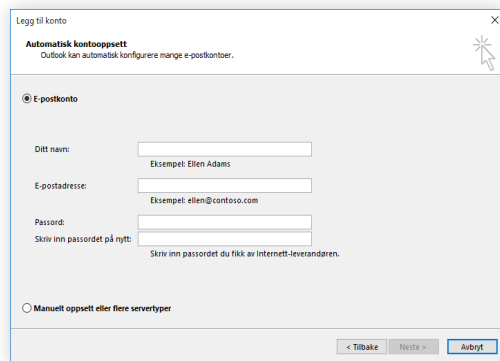 Legg til konto
Automatisk kontooppsett
Outlook kan automatisk konfigurere mange e-postkontoer.
E-postkonto
Ditt navn:
Eksempel: Ellen Adams
E-postadresse:
Eksempel: ellen@contoso.com
Passord:
Skriv inn passordet på nytt:
Skriv inn passordet du fikk av Internett-leverandøren.
Manuelt oppsett eller flere servertyper
< Tilbake Neste > Avbryt